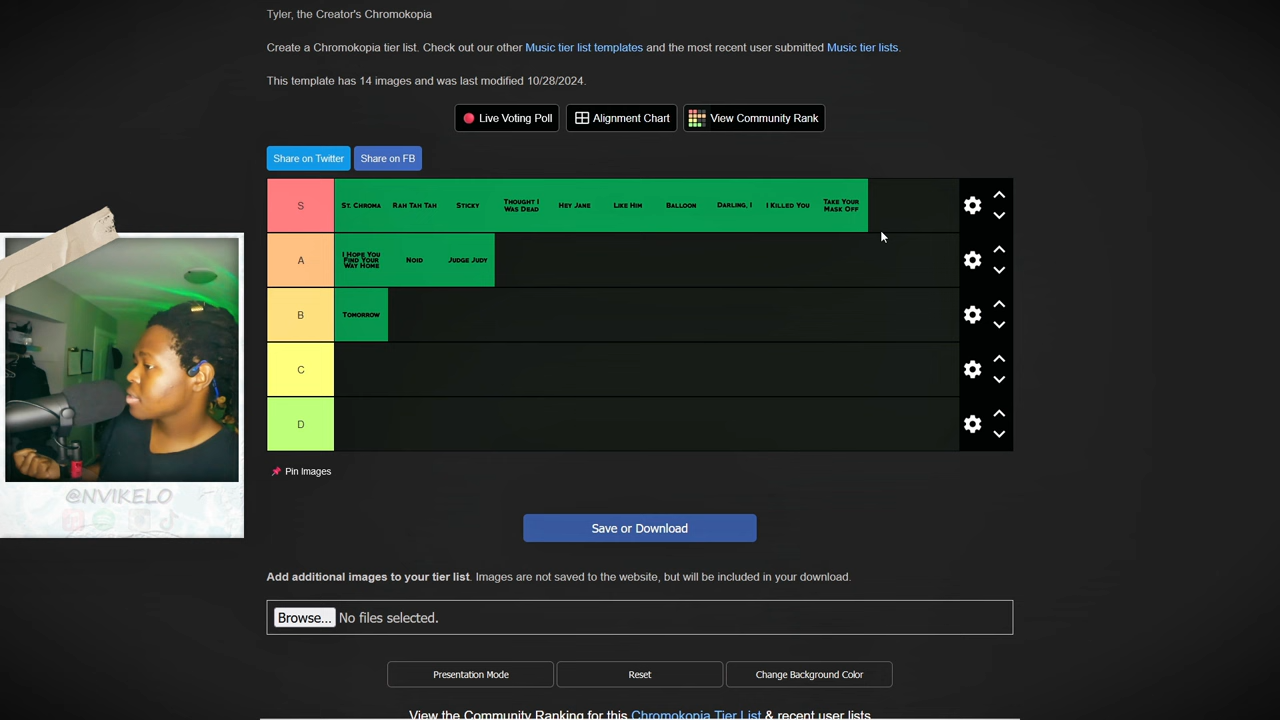 Tyler, the Creator's Chromokopia
Create a Chromokopia tier list. Check out our other Music tier list templates and the most recent user submitted Music tier lists.
This template has 14 images and was last modified 10/28/2024.
Live Voting Poll
Alignment Chart
View Community Rank
Share on Twitter
Share on FB
S
ST. CHROMA
RAH TAH TAH
STICKY
THOUGHT I
WAS DEAD
HEY JANE
LIKE HIM
BALLOON
DARLING, I
I KILLED YOU
TAKE YOUR
MASK OFF
A
I HOPE YOU
FIND YOUR
WAY HOME
NOID
JUDGE JUDY
B
TOMORROW
C
D
Pin Images
@NVIKELO
Save or Download
Add additional images to your tier list. Images are not saved to the website, but will be included in your download.
Browse... No files selected.
Presentation Mode
Reset
Change Background Color
View the Community Ranking for this Chromokopia Tier List & recent user lists